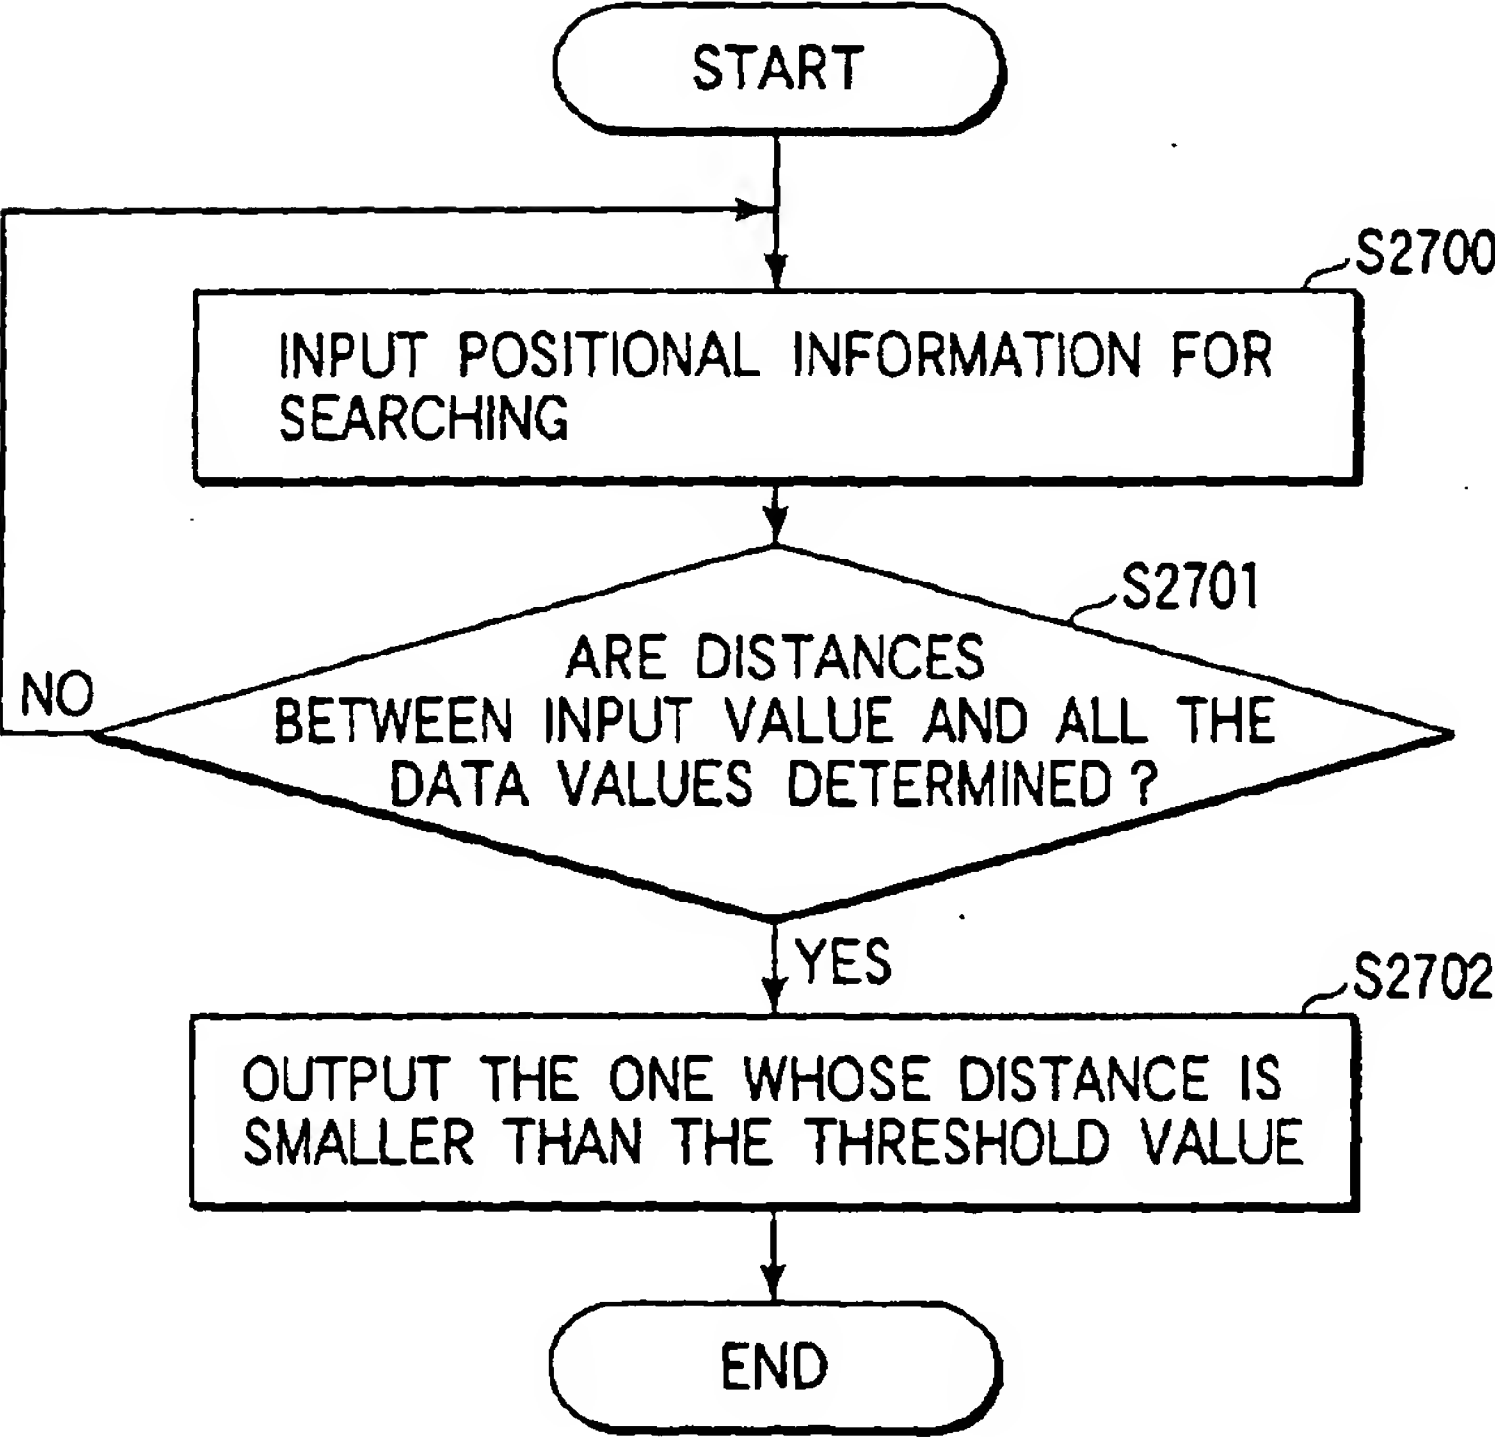 START
S2700
INPUT POSITIONAL INFORMATION FOR
SEARCHING
S2701
ARE DISTANCES
BETWEEN INPUT VALUE AND ALL THE
DATA VALUES DETERMINED ?
NO
YES
S2702
OUTPUT THE ONE WHOSE DISTANCE IS
SMALLER THAN THE THRESHOLD VALUE
END